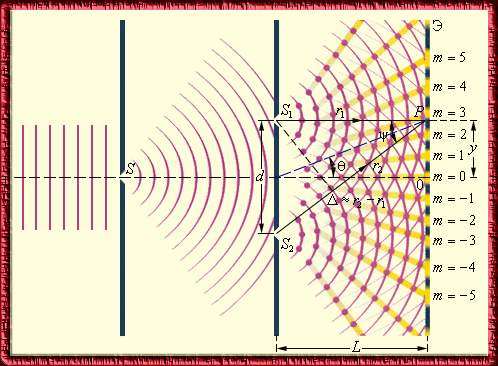 Э
m = 5
m = 4
S₁
r₁
P
m = 3
m = 2
ψ
y
m = 1
S
θ
r₂
d
0
m = 0
Δ ≈ r₂ − r₁
m = −1
m = −2
S₂
m = −3
m = −4
m = −5
L